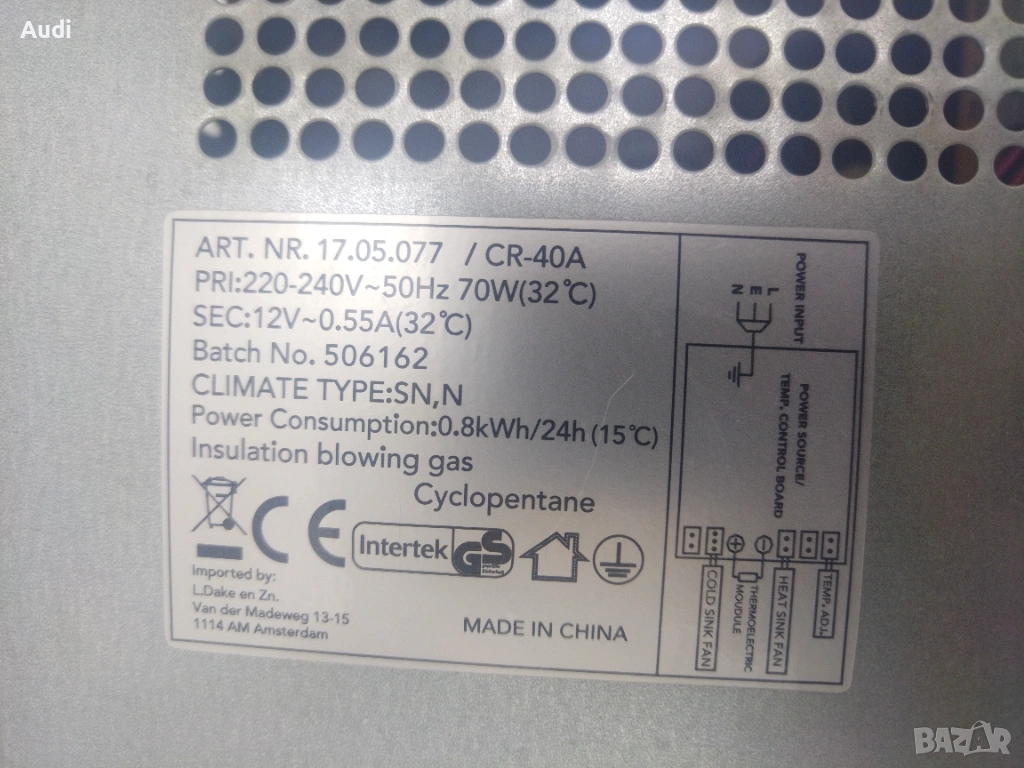 Audi
ART. NR. 17.05.077 / CR-40A
PRI:220-240V~50Hz 70W(32℃)
SEC:12V~0.55A(32℃)
Batch No. 506162
CLIMATE TYPE:SN,N
Power Consumption:0.8kWh/24h (15℃)
Insulation blowing gas
Cyclopentane
CE
Intertek GS
Imported by:
L.Dake en Zn.
Van der Madeweg 13-15
1114 AM Amsterdam
MADE IN CHINA
POWER INPUT
L
E
N
POWER SOURCE/
TEMP. CONTROL BOARD
TEMP. ADJ.
HEAT SINK FAN
THERMOELECTRIC
MOUDULE
COLD SINK FAN
BAZAR